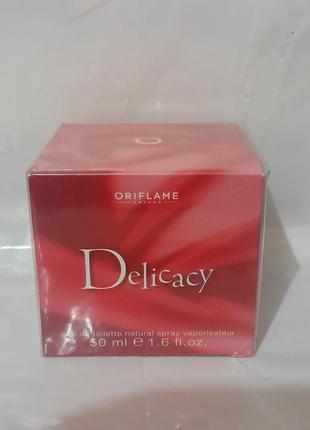 ORIFLAME
SWEDEN
Delicacy
eau de toilette natural spray vaporisateur
50 ml e 1.6 fl.oz.